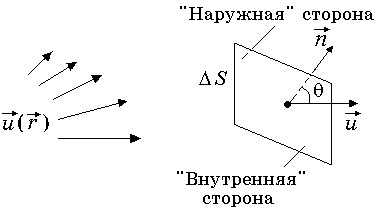 "Наружная" сторона
n⃗
ΔS
θ
u⃗(r⃗)
u⃗
"Внутренняя"
сторона